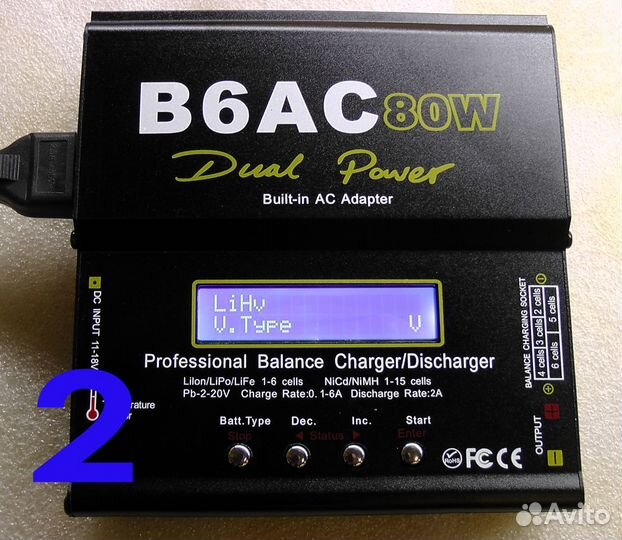 B6AC 80W
Dual Power
Built-in AC Adapter
LiHv
V.Type V
Professional Balance Charger/Discharger
LiIon/LiPo/LiFe 1-6 cells NiCd/NiMH 1-15 cells
Pb-2-20V Charge Rate:0.1-6A Discharge Rate:2A
Batt.Type Dec. Inc. Start
Stop ◄ Status ► Enter
DC INPUT 11-18V
2
BALANCE CHARGING SOCKET
2 cells
3 cells
4 cells
5 cells
6 cells
OUTPUT
RoHS FC CE
Avito